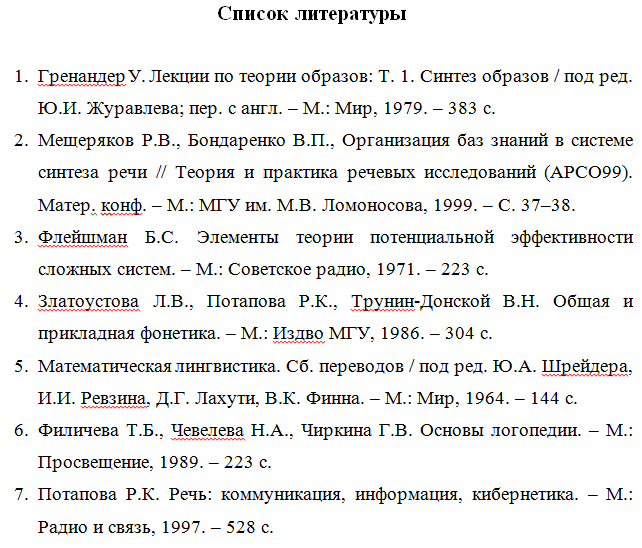 Список литературы
1. Гренандер У. Лекции по теории образов: Т. 1. Синтез образов / под ред.
Ю.И. Журавлева; пер. с англ. – М.: Мир, 1979. – 383 с.
2. Мещеряков Р.В., Бондаренко В.П., Организация баз знаний в системе
синтеза речи // Теория и практика речевых исследований (АРСО99).
Матер. конф. – М.: МГУ им. М.В. Ломоносова, 1999. – С. 37–38.
3. Флейшман Б.С. Элементы теории потенциальной эффективности
сложных систем. – М.: Советское радио, 1971. – 223 с.
4. Златоустова Л.В., Потапова Р.К., Трунин-Донской В.Н. Общая и
прикладная фонетика. – М.: Издво МГУ, 1986. – 304 с.
5. Математическая лингвистика. Сб. переводов / под ред. Ю.А. Шрейдера,
И.И. Ревзина, Д.Г. Лахути, В.К. Финна. – М.: Мир, 1964. – 144 с.
6. Филичева Т.Б., Чевелева Н.А., Чиркина Г.В. Основы логопедии. – М.:
Просвещение, 1989. – 223 с.
7. Потапова Р.К. Речь: коммуникация, информация, кибернетика. – М.:
Радио и связь, 1997. – 528 с.